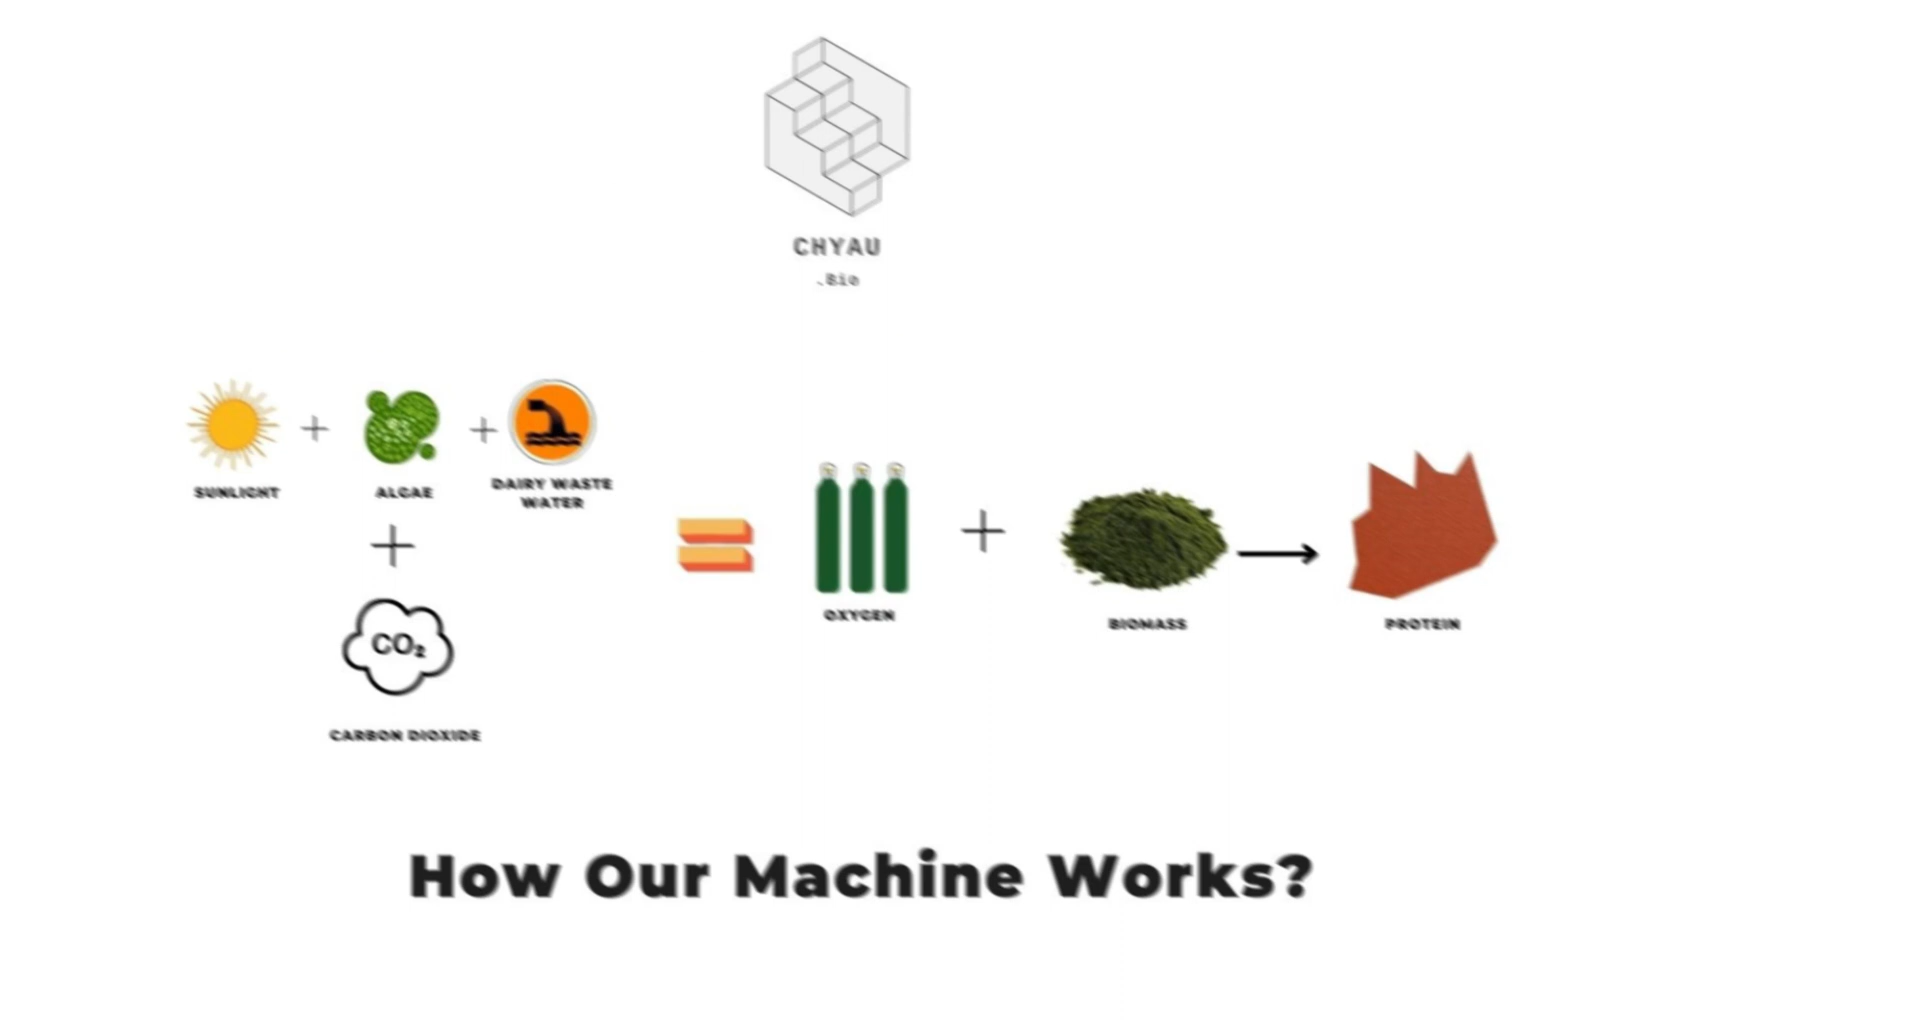 CHYAU
.Bio
SUNLIGHT
ALGAE
DAIRY WASTE
WATER
CO₂
CARBON DIOXIDE
OXYGEN
BIOMASS
PROTEIN
How Our Machine Works?